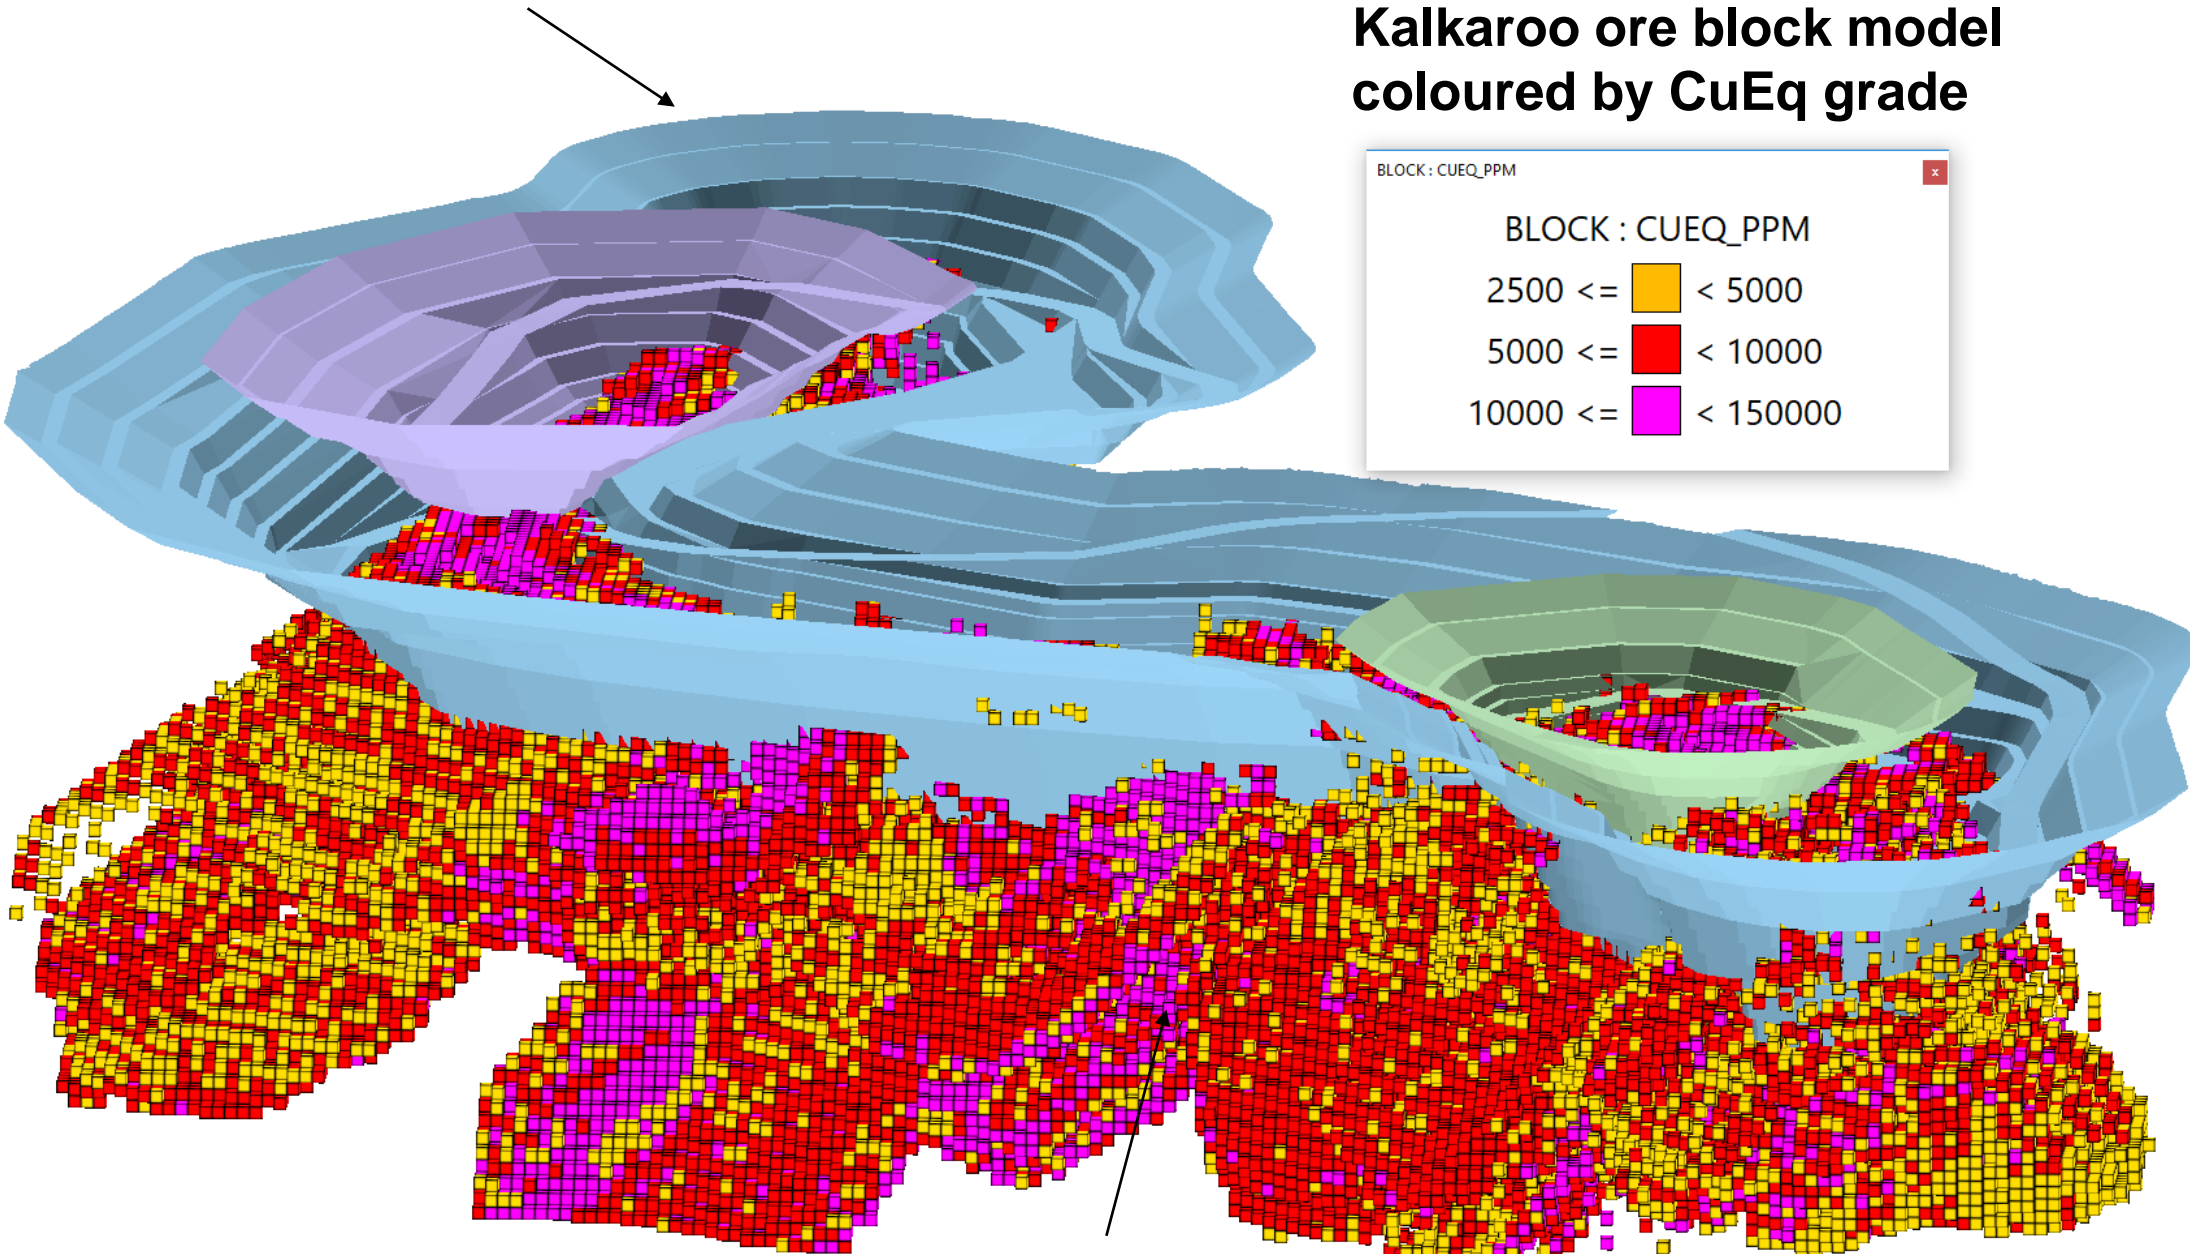 Kalkaroo ore block model
coloured by CuEq grade
BLOCK : CUEQ_PPM
x
BLOCK : CUEQ_PPM
2500 <= < 5000
5000 <= < 10000
10000 <= < 150000